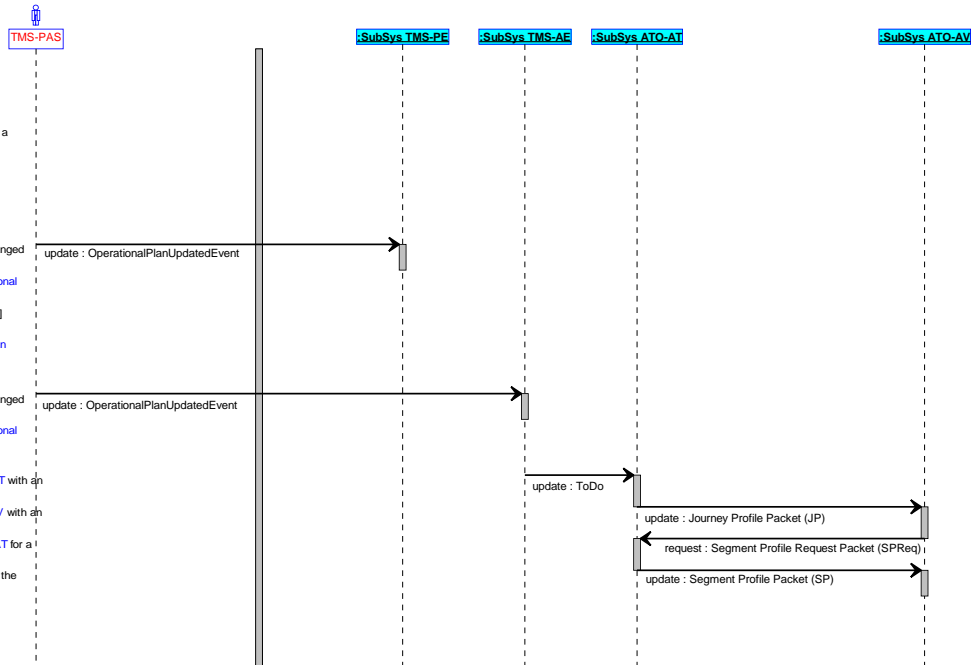 TMS-PAS
:SubSys TMS-PE
:SubSys TMS-AE
:SubSys ATO-AT
:SubSys ATO-AV
a
update : OperationalPlanUpdatedEvent
nged
onal
]
n
nged
update : OperationalPlanUpdatedEvent
onal
T with an
update : ToDo
V with an
update : Journey Profile Packet (JP)
AT for a
request : Segment Profile Request Packet (SPReq)
the
update : Segment Profile Packet (SP)